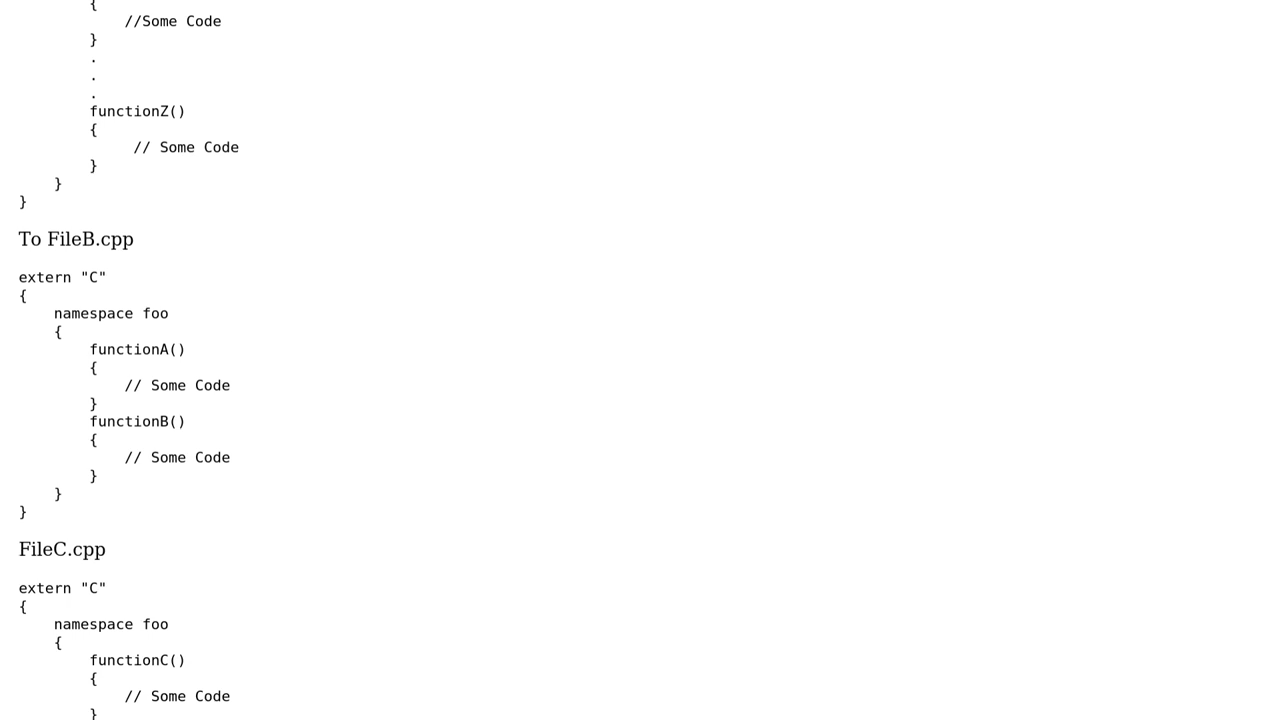 {
//Some Code
}
.
.
.
functionZ()
{
// Some Code
}
}
}
To FileB.cpp
extern "C"
{
namespace foo
{
functionA()
{
// Some Code
}
functionB()
{
// Some Code
}
}
}
FileC.cpp
extern "C"
{
namespace foo
{
functionC()
{
// Some Code
}